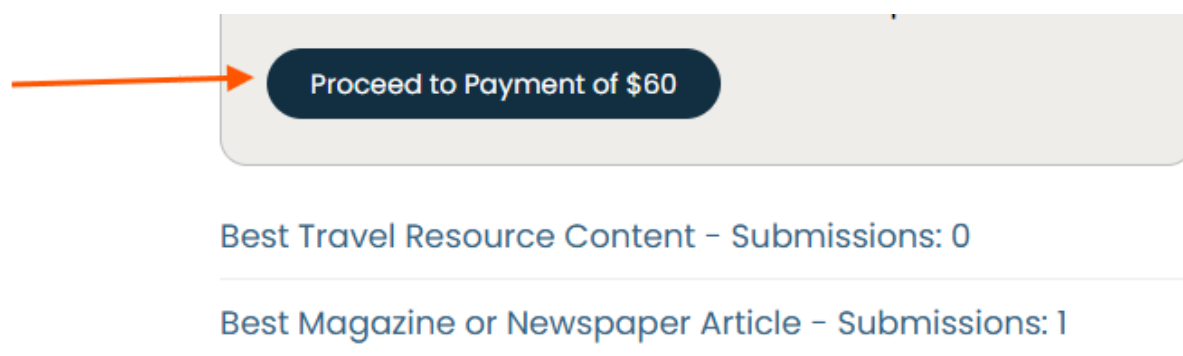 Proceed to Payment of $60
Best Travel Resource Content - Submissions: 0
Best Magazine or Newspaper Article - Submissions: 1